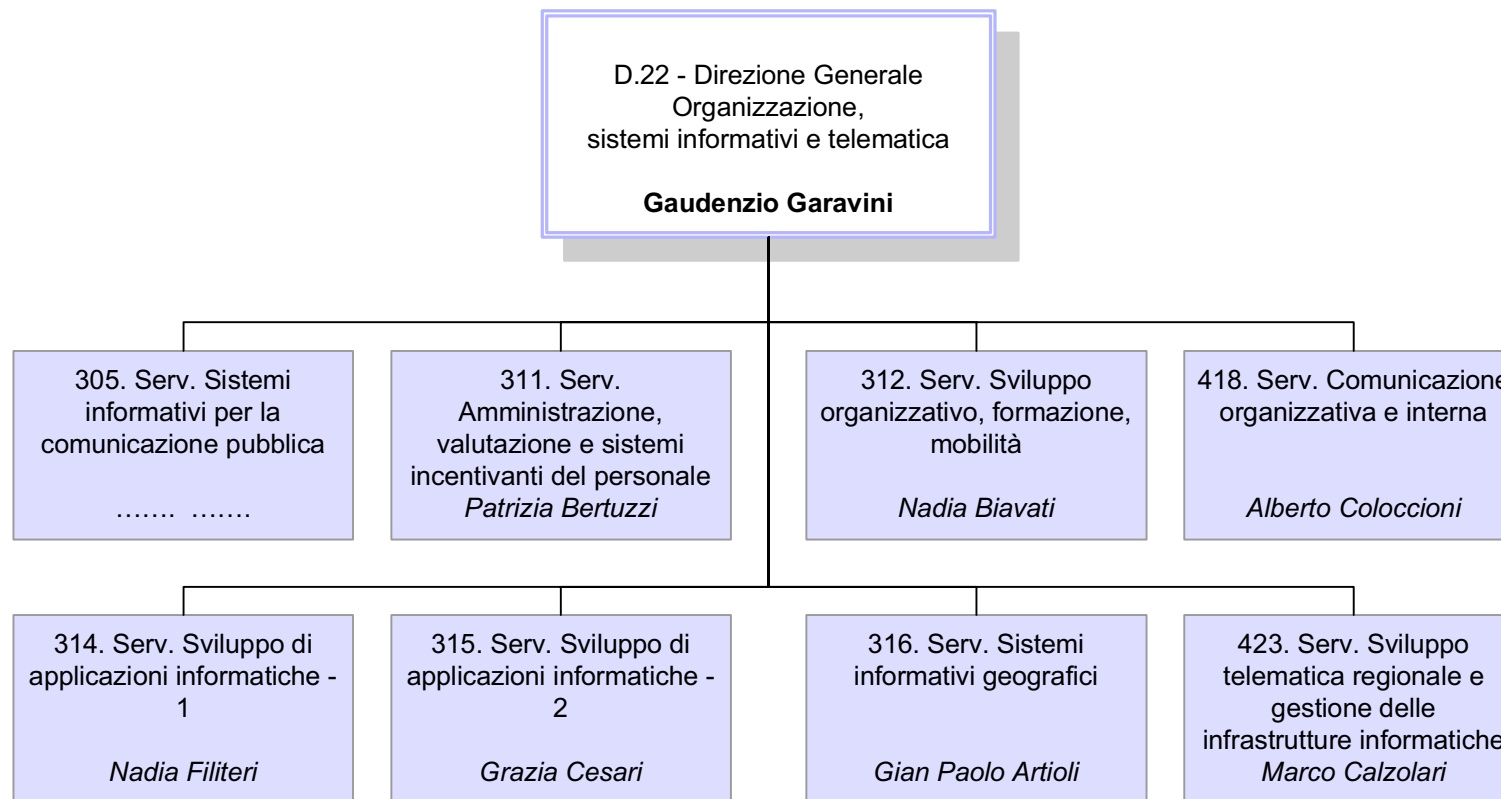 D.22 - Direzione Generale
Organizzazione,
sistemi informativi e telematica
Gaudenzio Garavini
305. Serv. Sistemi
informativi per la
comunicazione pubblica
……. …….
311. Serv.
Amministrazione,
valutazione e sistemi
incentivanti del personale
Patrizia Bertuzzi
312. Serv. Sviluppo
organizzativo, formazione,
mobilità
Nadia Biavati
418. Serv. Comunicazione
organizzativa e interna
Alberto Coloccioni
314. Serv. Sviluppo di
applicazioni informatiche -
1
Nadia Filiteri
315. Serv. Sviluppo di
applicazioni informatiche -
2
Grazia Cesari
316. Serv. Sistemi
informativi geografici
Gian Paolo Artioli
423. Serv. Sviluppo
telematica regionale e
gestione delle
infrastrutture informatiche
Marco Calzolari